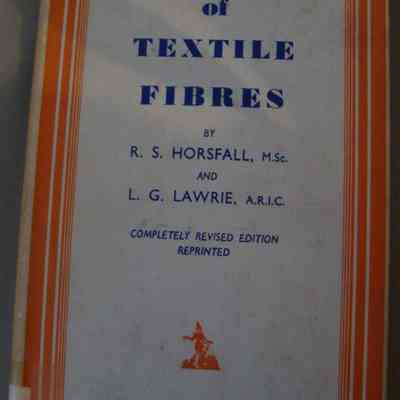 of
TEXTILE
FIBRES
BY
R. S. HORSFALL, M.Sc.
AND
L. G. LAWRIE, A.R.I.C.
COMPLETELY REVISED EDITION
REPRINTED